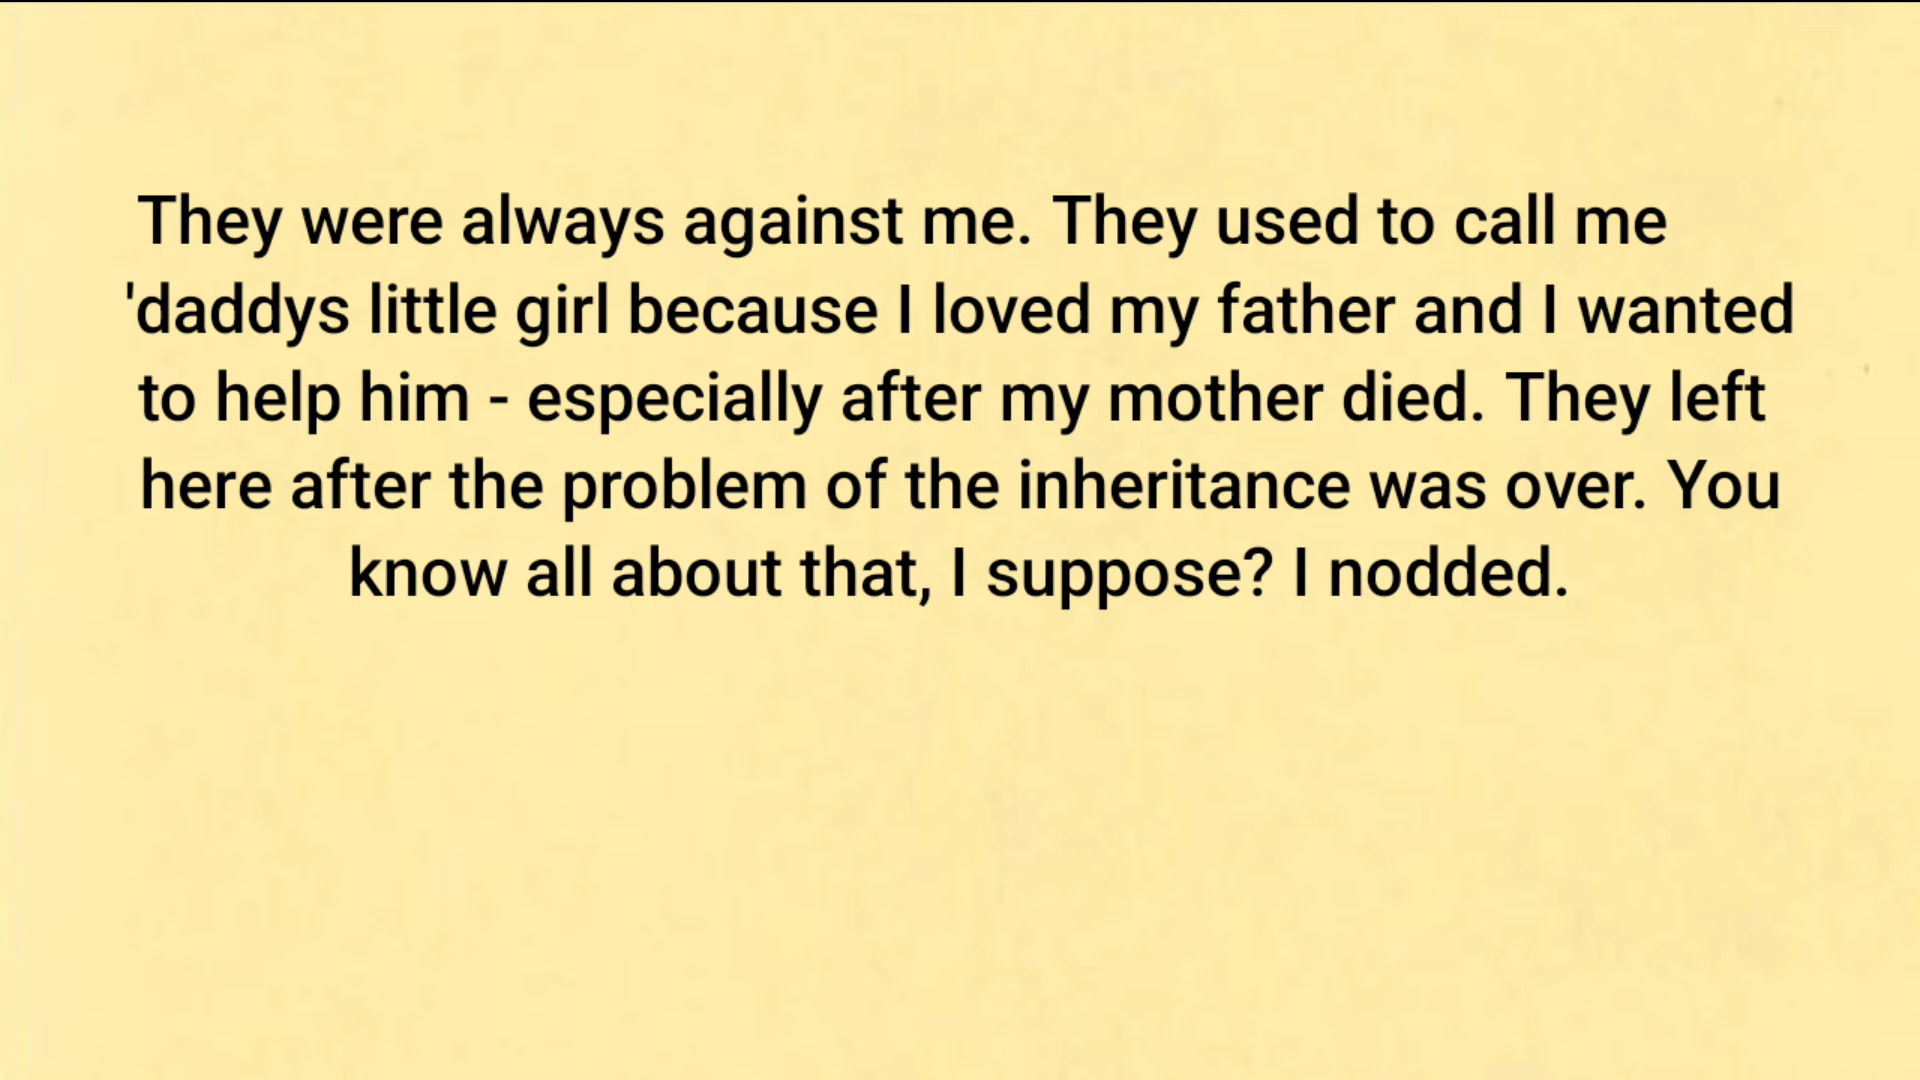 They were always against me. They used to call me
'daddys little girl because I loved my father and I wanted
to help him - especially after my mother died. They left
here after the problem of the inheritance was over. You
know all about that, I suppose? I nodded.